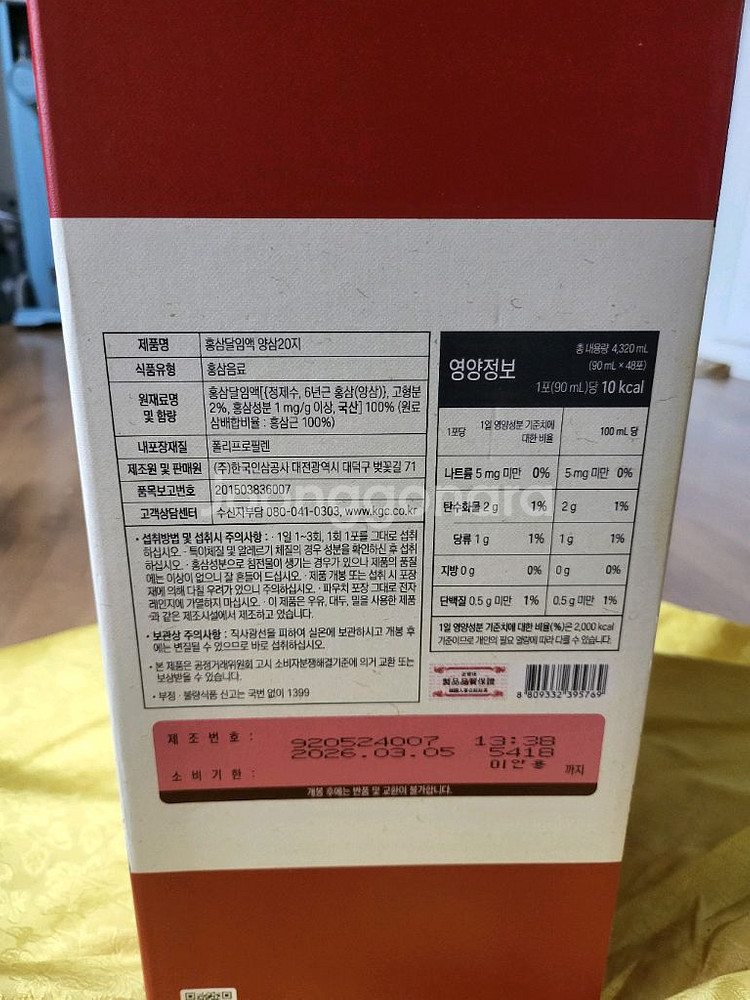 제품명 홍삼달임액 양삼20지
식품유형 홍삼음료
원재료명 및 함량 홍삼달임액[{정제수, 6년근 홍삼(양삼)}, 고형분
2%, 홍삼성분 1 mg/g 이상, 국산] 100% (원료
삼배합비율 : 홍삼근 100%)
내포장재질 폴리프로필렌
제조원 및 판매원 (주)한국인삼공사 대전광역시 대덕구 벚꽃길 71
품목보고번호 201503836007
고객상담센터 수신자부담 080-041-0303, www.kgc.co.kr
• 섭취방법 및 섭취시 주의사항 : · 1일 1~3회, 1회 1포를 그대로 섭취
하십시오. · 특이체질 및 알레르기 체질의 경우 성분을 확인하신 후 섭취
하십시오. · 홍삼성분으로 침전물이 생기는 경우가 있으나 제품의 품질
에는 이상이 없으니 잘 흔들어 드십시오. · 제품 개봉 또는 섭취 시 포장
재에 의해 다칠 우려가 있으니 주의하십시오. · 파우치 포장 그대로 전자
레인지에 가열하지 마십시오. · 이 제품은 우유, 대두, 밀을 사용한 제품
과 같은 제조시설에서 제조하고 있습니다.
• 보관상 주의사항 : 직사광선을 피하여 실온에 보관하시고 개봉 후
에는 변질될 수 있으므로 바로 섭취하십시오.
• 본 제품은 공정거래위원회 고시 소비자분쟁해결기준에 의거 교환 또는
보상받을 수 있습니다.
• 부정 · 불량식품 신고는 국번 없이 1399
영양정보
총 내용량 4,320 mL
(90 mL × 48포)
1포(90 mL)당 10 kcal
1포당 1일 영양성분 기준치에 대한 비율 100 mL 당
나트륨 5 mg 미만 0% 5 mg 미만 0%
탄수화물 2 g 1% 2 g 1%
당류 1 g 1% 1 g 1%
지방 0 g 0% 0 g 0%
단백질 0.5 g 미만 1% 0.5 g 미만 1%
1일 영양성분 기준치에 대한 비율(%)은 2,000 kcal
기준이므로 개인의 필요 열량에 따라 다를 수 있습니다.
8 809332 395769
제조번호 : 920524007 13:38
2026.03.05 5418
소비기한 : 미안용 까지
개봉 후에는 반품 및 교환이 불가합니다.
Joonggonara